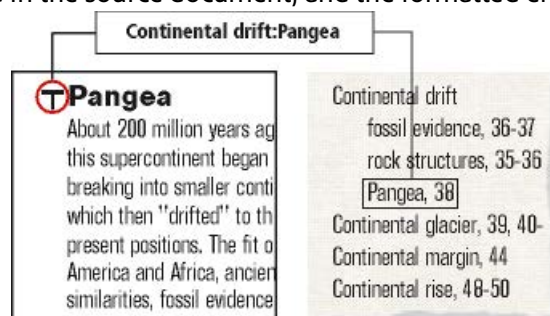 in the source document, and the formatted
Continental drift:Pangea
Pangea
About 200 million years ag
this supercontinent began
breaking into smaller conti
which then "drifted" to th
present positions. The fit o
America and Africa, ancien
similarities, fossil evidence
Continental drift
fossil evidence, 36-37
rock structures, 35-36
Pangea, 38
Continental glacier, 39, 40-
Continental margin, 44
Continental rise, 48-50